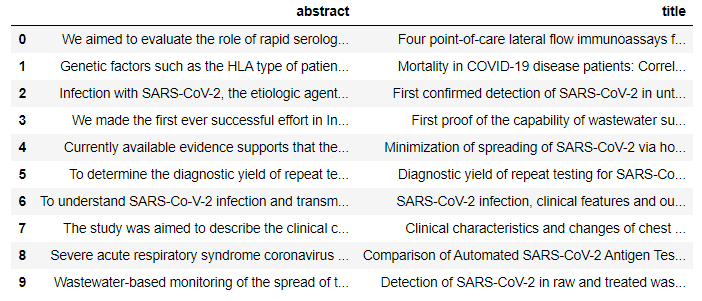 abstract title
0 We aimed to evaluate the role of rapid serolog... Four point-of-care lateral flow immunoassays f...
1 Genetic factors such as the HLA type of patien... Mortality in COVID-19 disease patients: Correl...
2 Infection with SARS-CoV-2, the etiologic agent... First confirmed detection of SARS-CoV-2 in unt...
3 We made the first ever successful effort in In... First proof of the capability of wastewater su...
4 Currently available evidence supports that the... Minimization of spreading of SARS-CoV-2 via ho...
5 To determine the diagnostic yield of repeat te... Diagnostic yield of repeat testing for SARS-Co...
6 To understand SARS-Co-V-2 infection and transm... SARS-CoV-2 infection, clinical features and ou...
7 The study was aimed to describe the clinical c... Clinical characteristics and changes of chest ...
8 Severe acute respiratory syndrome coronavirus ... Comparison of Automated SARS-CoV-2 Antigen Tes...
9 Wastewater-based monitoring of the spread of t... Detection of SARS-CoV-2 in raw and treated was...